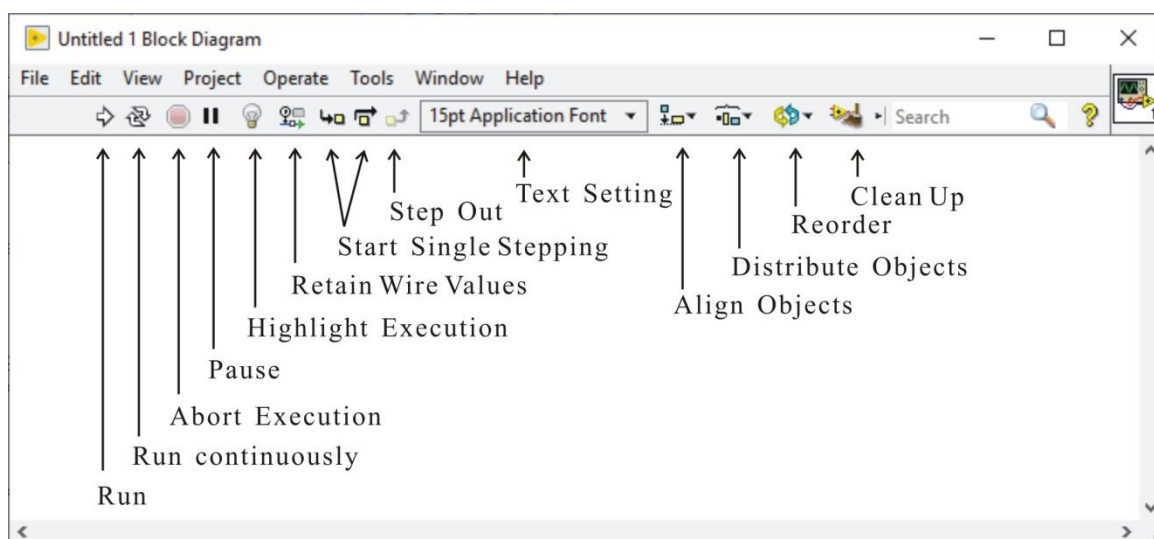 Untitled 1 Block Diagram
File Edit View Project Operate Tools Window Help
15pt Application Font Search
Text Setting Clean Up
Step Out Reorder
Start Single Stepping Distribute Objects
Retain Wire Values Align Objects
Highlight Execution
Pause
Abort Execution
Run continuously
Run